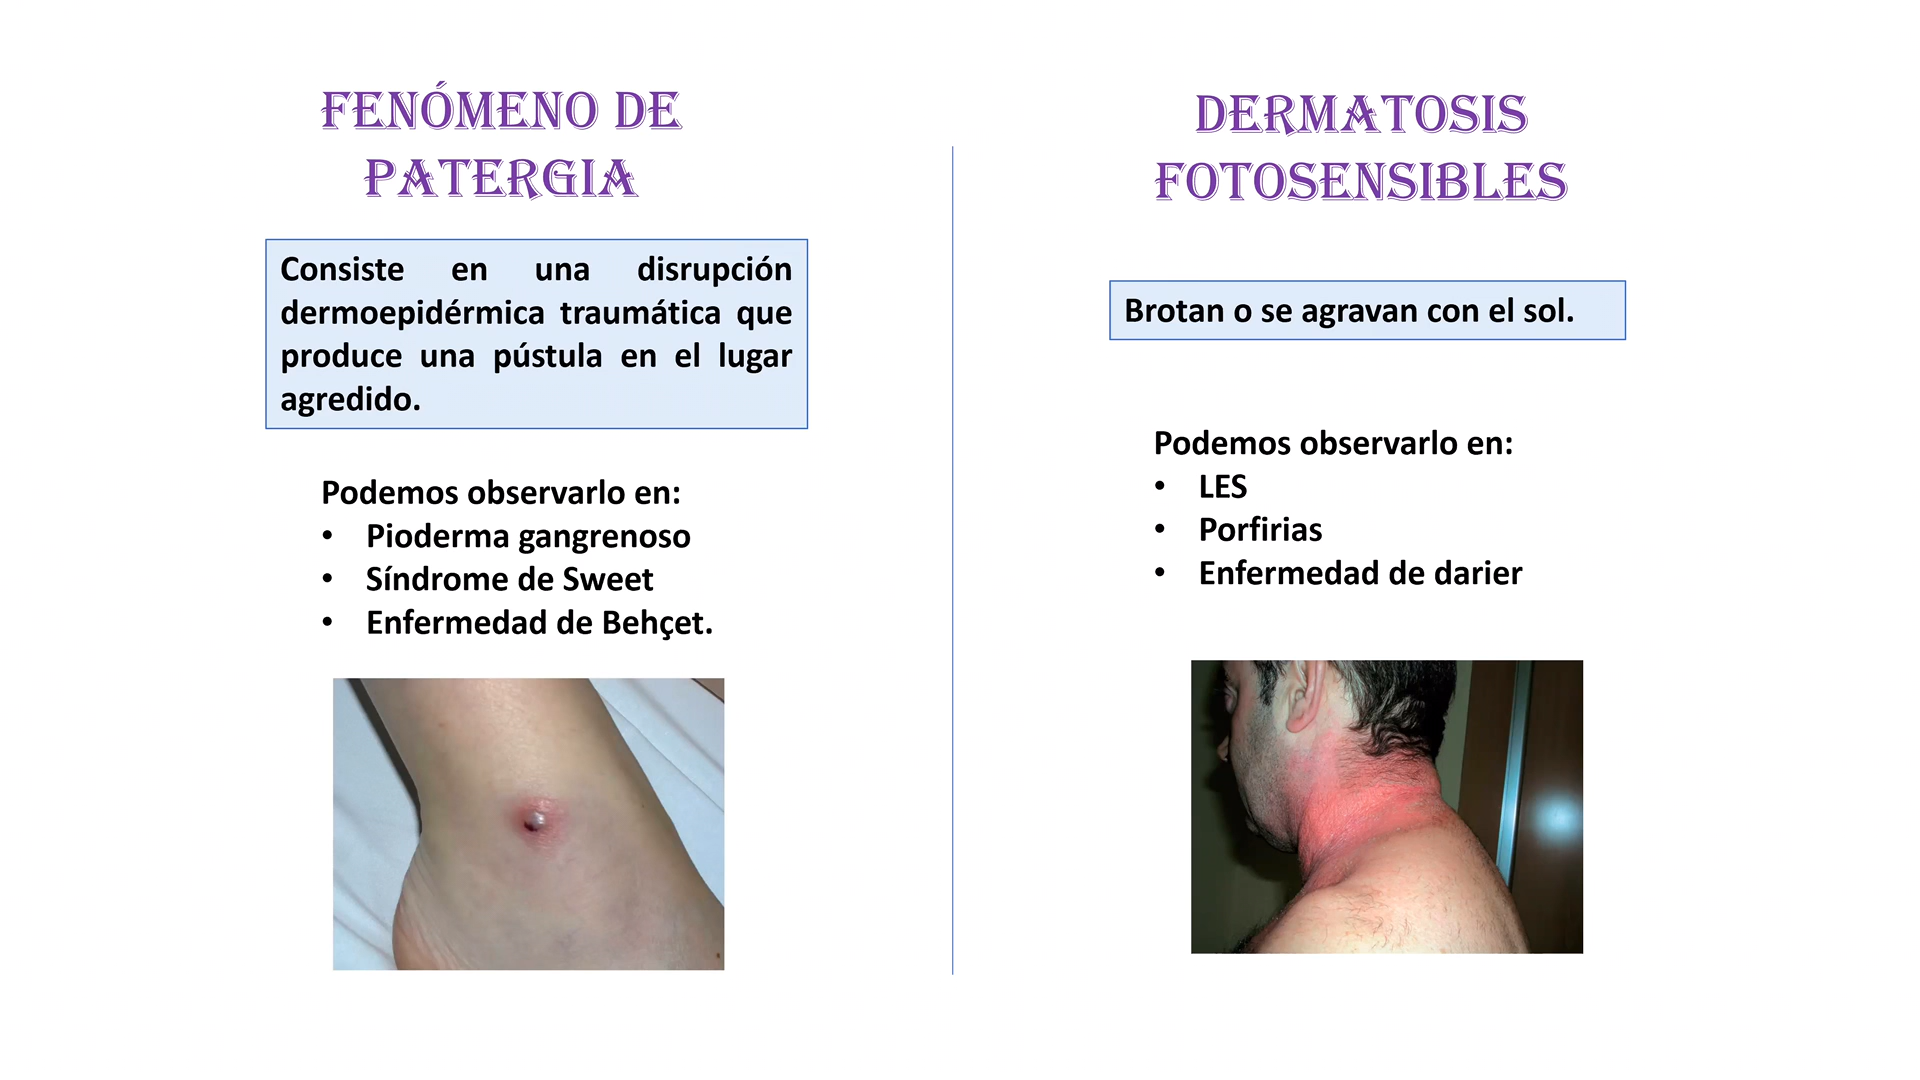 FENÓMENO DE
PATERGIA
Consiste en una disrupción
dermoepidérmica traumática que
produce una pústula en el lugar
agredido.
Podemos observarlo en:
• Pioderma gangrenoso
• Síndrome de Sweet
• Enfermedad de Behçet.
DERMATOSIS
FOTOSENSIBLES
Brotan o se agravan con el sol.
Podemos observarlo en:
• LES
• Porfirias
• Enfermedad de darier